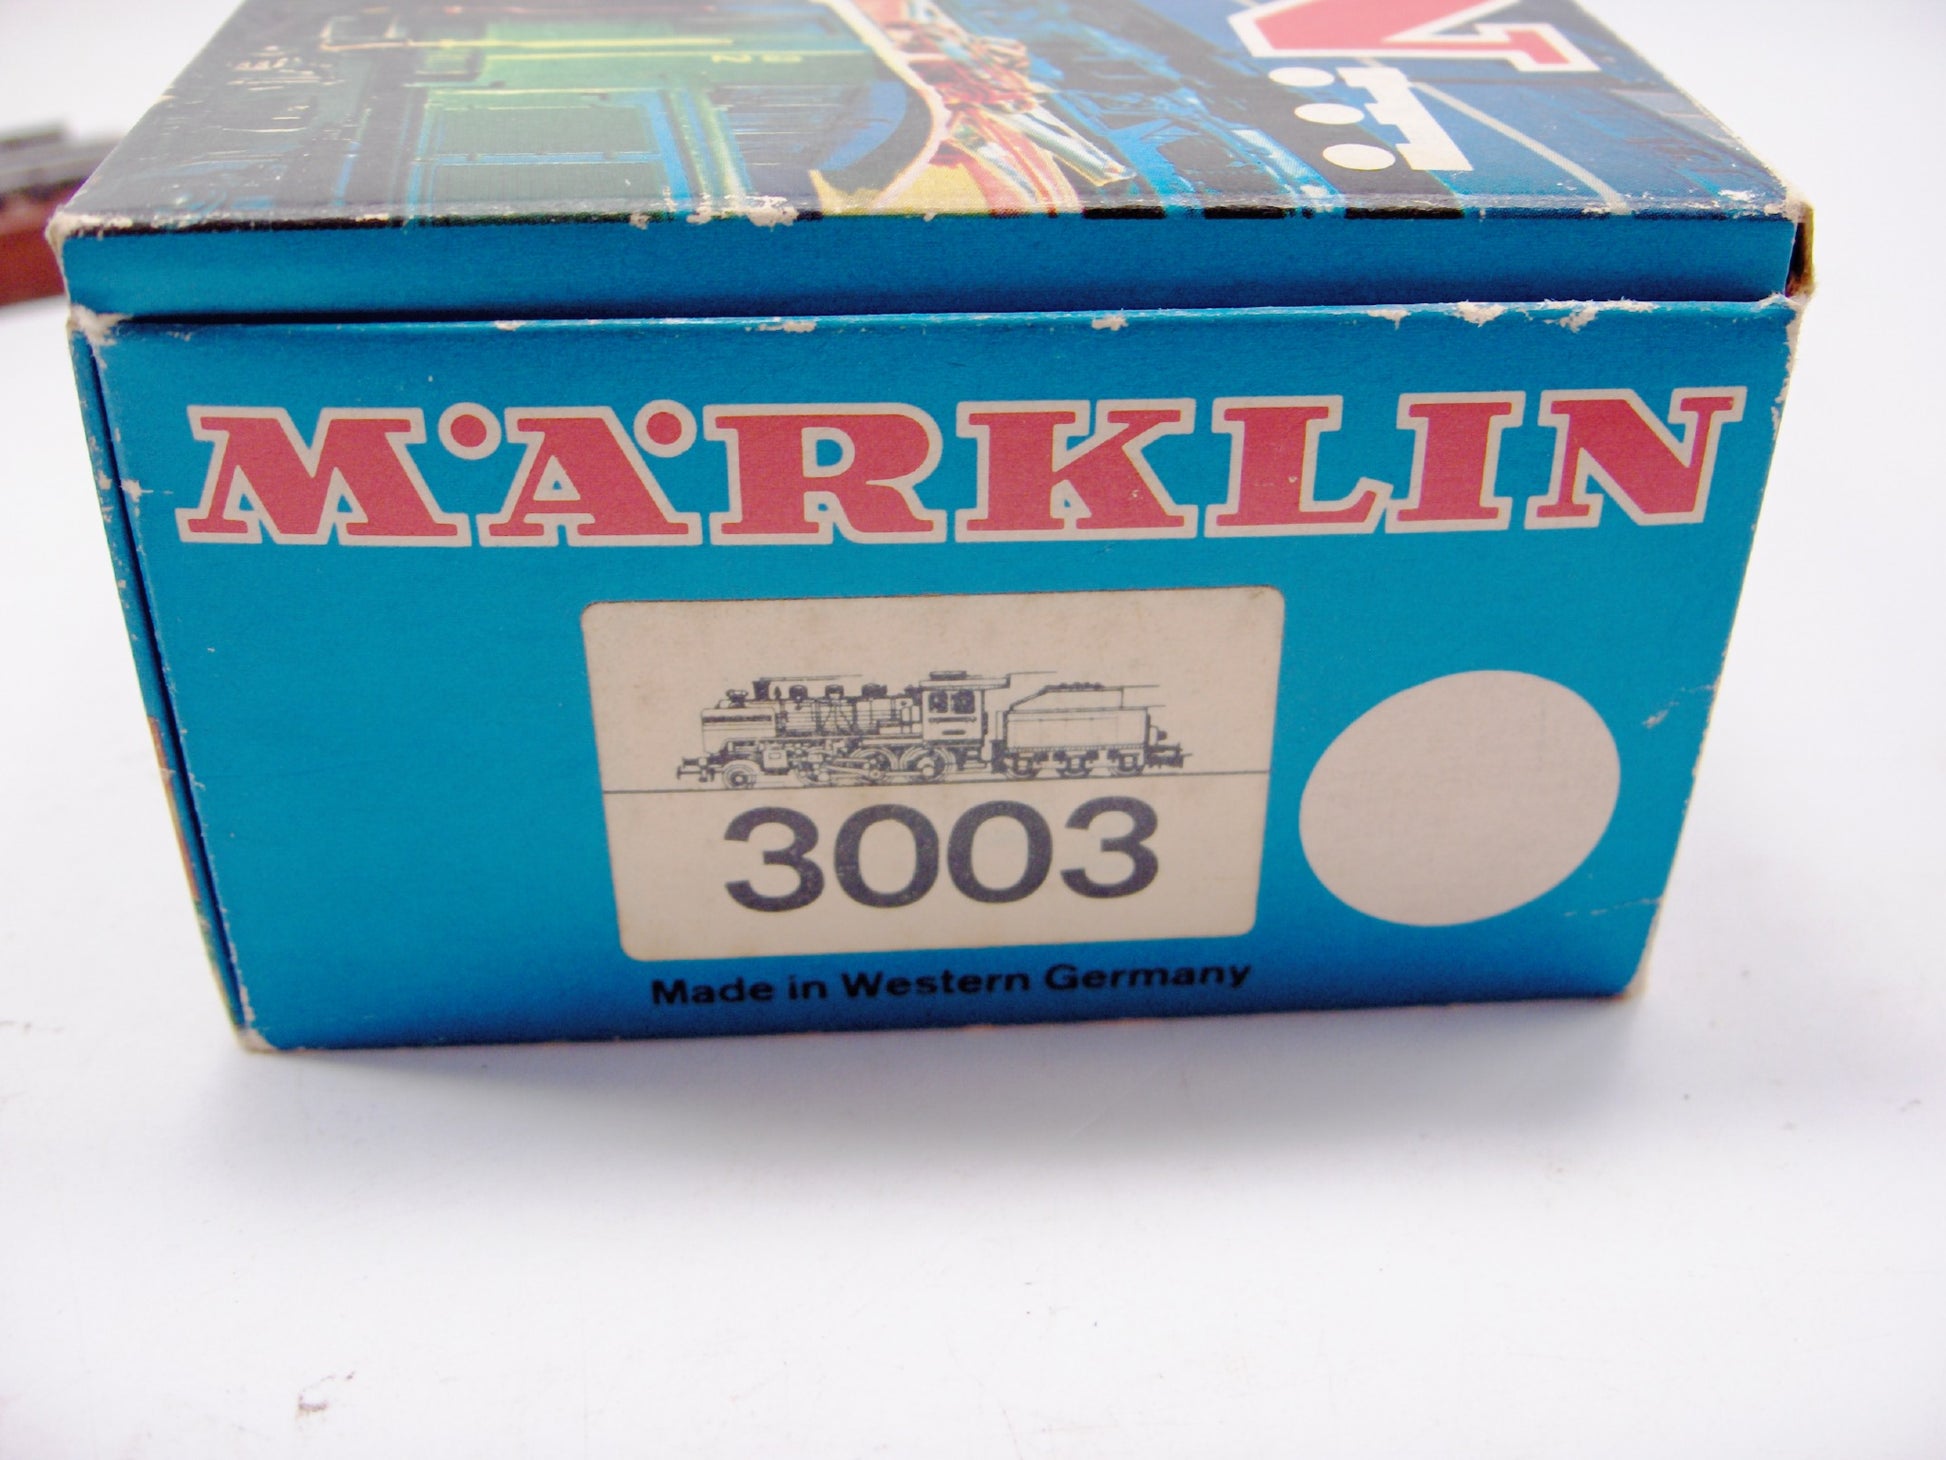 MÄRKLIN
3003
Made in Western Germany